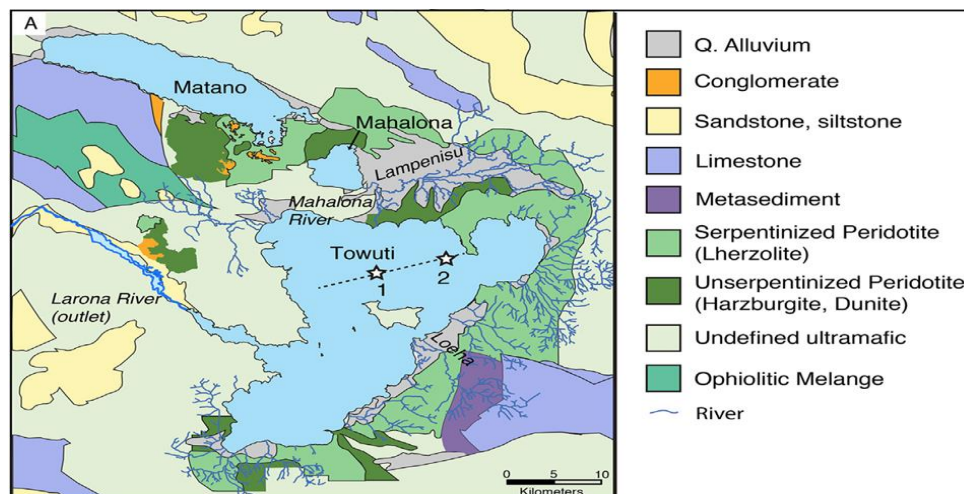 A
Matano
Mahalona
Lampenisu
Mahalona
River
Towuti
1
2
Larona River
(outlet)
Loeha
0 5 10
Kilometers
Q. Alluvium
Conglomerate
Sandstone, siltstone
Limestone
Metasediment
Serpentinized Peridotite
(Lherzolite)
Unserpentinized Peridotite
(Harzburgite, Dunite)
Undefined ultramafic
Ophiolitic Melange
River